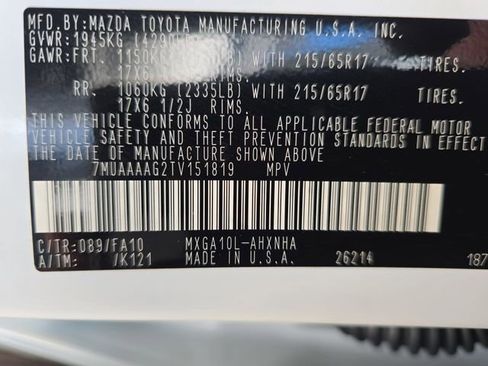 MFD.BY:MAZDA TOYOTA MANUFACTURING U.S.A. INC.
GVWR:1945KG
GAWR:FRT. WITH 215/65R17 TIRES.
17X6 RIMS.
RR. 1060KG (2335LB) WITH 215/65R17 TIRES.
17X6 1/2J RIMS.
THIS VEHICLE CONFORMS TO ALL APPLICABLE FEDERAL MOTOR
VEHICLE SAFETY AND THEFT PREVENTION STANDARDS IN EFFECT
THE DATE OF MANUFACTURE SHOWN ABOVE.
7MUAAAAG2TV151819 MPV
C/TR:089/FA10 MXGA10L-AHXNHA
A/TM: /K121 MADE IN U.S.A. 26214 187